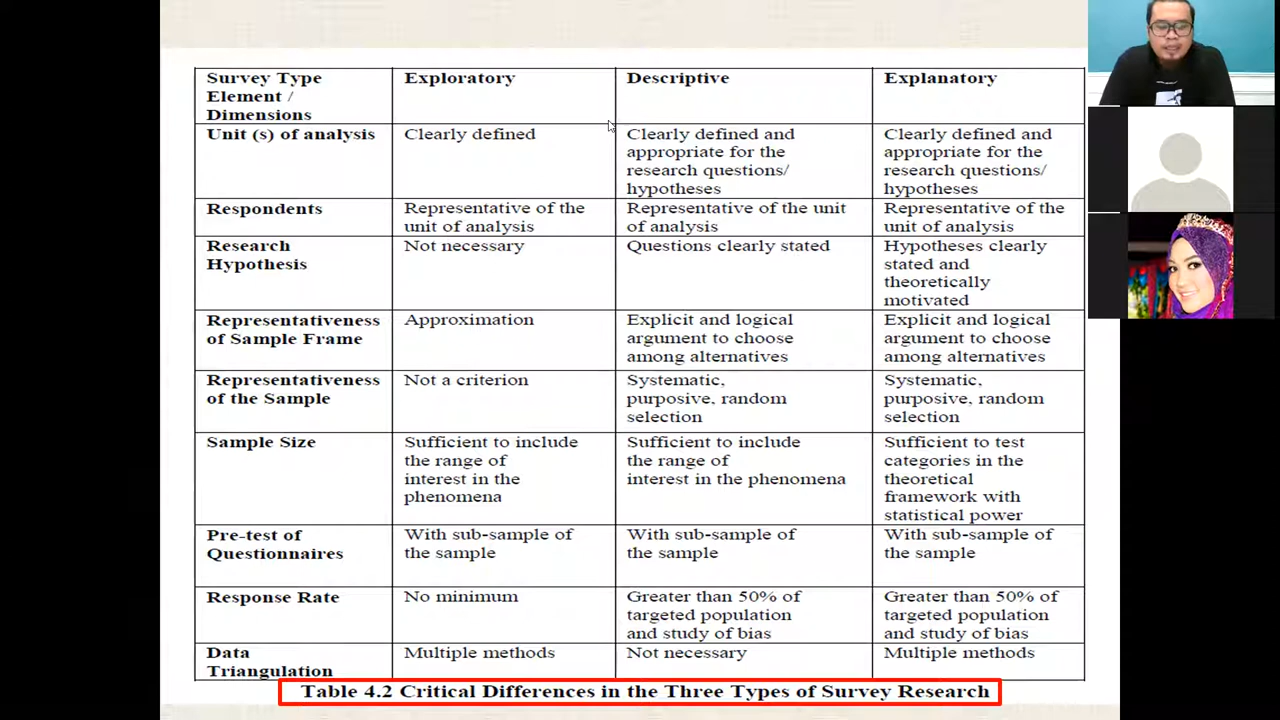 Survey Type
Element /
Dimensions
Exploratory
Descriptive
Explanatory
Unit (s) of analysis
Clearly defined
Clearly defined and
appropriate for the
research questions/
hypotheses
Clearly defined and
appropriate for the
research questions/
hypotheses
Respondents
Representative of the
unit of analysis
Representative of the unit
of analysis
Representative of the
unit of analysis
Research
Hypothesis
Not necessary
Questions clearly stated
Hypotheses clearly
stated and
theoretically
motivated
Representativeness
of Sample Frame
Approximation
Explicit and logical
argument to choose
among alternatives
Explicit and logical
argument to choose
among alternatives
Representativeness
of the Sample
Not a criterion
Systematic,
purposive, random
selection
Systematic,
purposive, random
selection
Sample Size
Sufficient to include
the range of
interest in the
phenomena
Sufficient to include
the range of
interest in the phenomena
Sufficient to test
categories in the
theoretical
framework with
statistical power
Pre-test of
Questionnaires
With sub-sample of
the sample
With sub-sample of
the sample
With sub-sample of
the sample
Response Rate
No minimum
Greater than 50% of
targeted population
and study of bias
Greater than 50% of
targeted population
and study of bias
Data
Triangulation
Multiple methods
Not necessary
Multiple methods
Table 4.2 Critical Differences in the Three Types of Survey Research